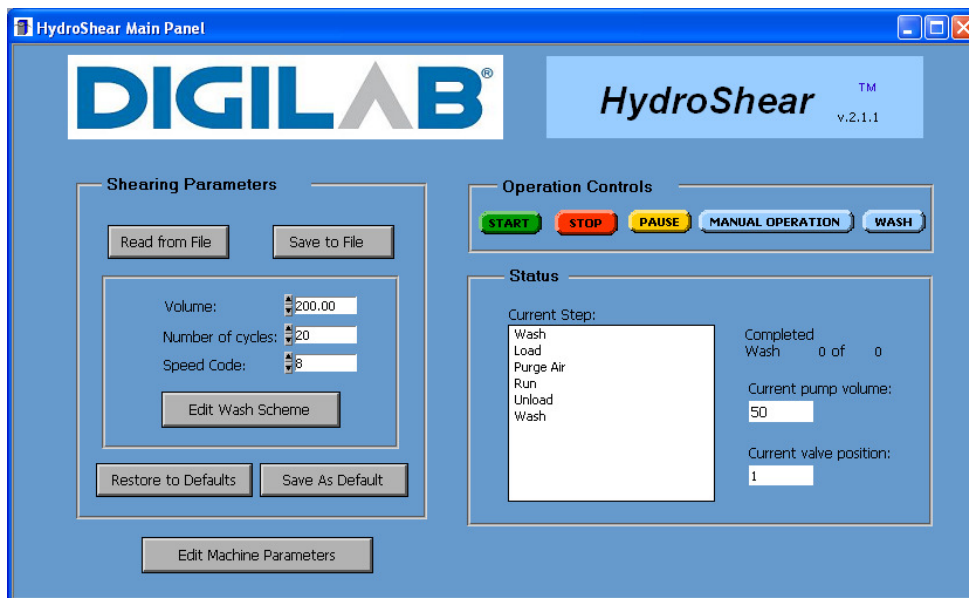 HydroShear Main Panel
DIGILAB®
HydroShear TM
v.2.1.1
Shearing Parameters
Read from File
Save to File
Volume: 200.00
Number of cycles: 20
Speed Code: 8
Edit Wash Scheme
Restore to Defaults
Save As Default
Edit Machine Parameters
Operation Controls
START
STOP
PAUSE
MANUAL OPERATION
WASH
Status
Current Step:
Wash
Load
Purge Air
Run
Unload
Wash
Completed
Wash 0 of 0
Current pump volume:
50
Current valve position:
1